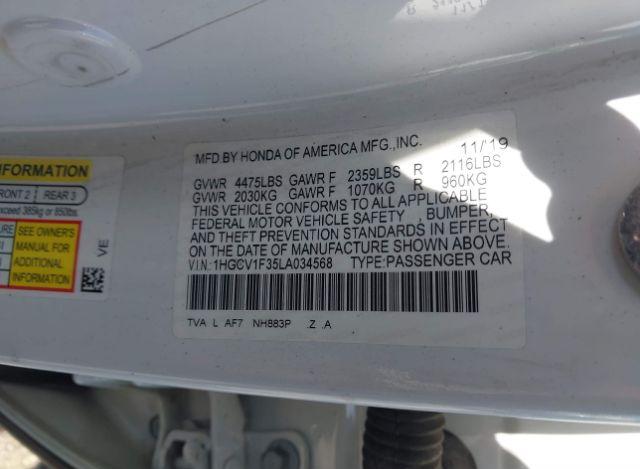 INFORMATION
RONT 2 REAR 3
exceed 385kg or 850lbs.
SEE OWNER'S
MANUAL FOR
ADDITIONAL
INFORMATION
VE
MFD.BY HONDA OF AMERICA MFG.,INC. 11/19
GVWR 4475LBS GAWR F 2359LBS R 2116LBS
GVWR 2030KG GAWR F 1070KG R 960KG
THIS VEHICLE CONFORMS TO ALL APPLICABLE
FEDERAL MOTOR VEHICLE SAFETY , BUMPER,
AND THEFT PREVENTION STANDARDS IN EFFECT
ON THE DATE OF MANUFACTURE SHOWN ABOVE.
V.I.N.:1HGCV1F35LA034568 TYPE:PASSENGER CAR
TVA L AF7 NH883P .Z .A